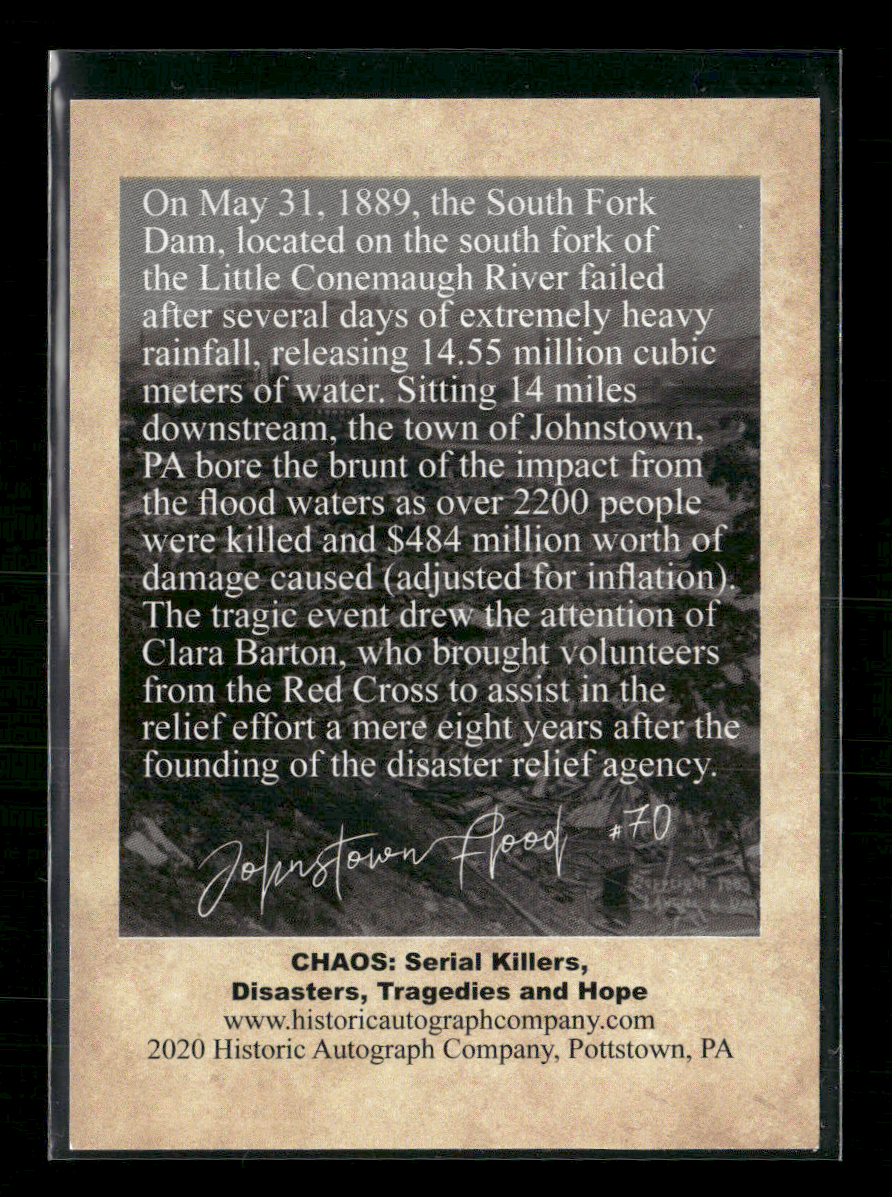 On May 31, 1889, the South Fork
Dam, located on the south fork of
the Little Conemaugh River failed
after several days of extremely heavy
rainfall, releasing 14.55 million cubic
meters of water. Sitting 14 miles
downstream, the town of Johnstown,
PA bore the brunt of the impact from
the flood waters as over 2200 people
were killed and $484 million worth of
damage caused (adjusted for inflation).
The tragic event drew the attention of
Clara Barton, who brought volunteers
from the Red Cross to assist in the
relief effort a mere eight years after the
founding of the disaster relief agency.
Johnstown Flood #70
CHAOS: Serial Killers,
Disasters, Tragedies and Hope
www.historicautographcompany.com
2020 Historic Autograph Company, Pottstown, PA